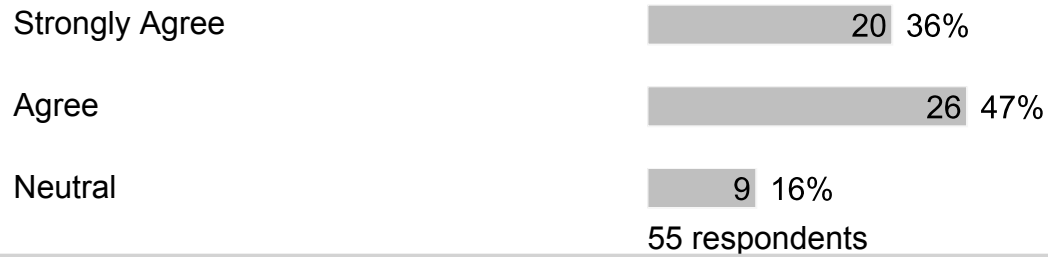 Strongly Agree 20 36%
Agree 26 47%
Neutral 9 16%
55 respondents